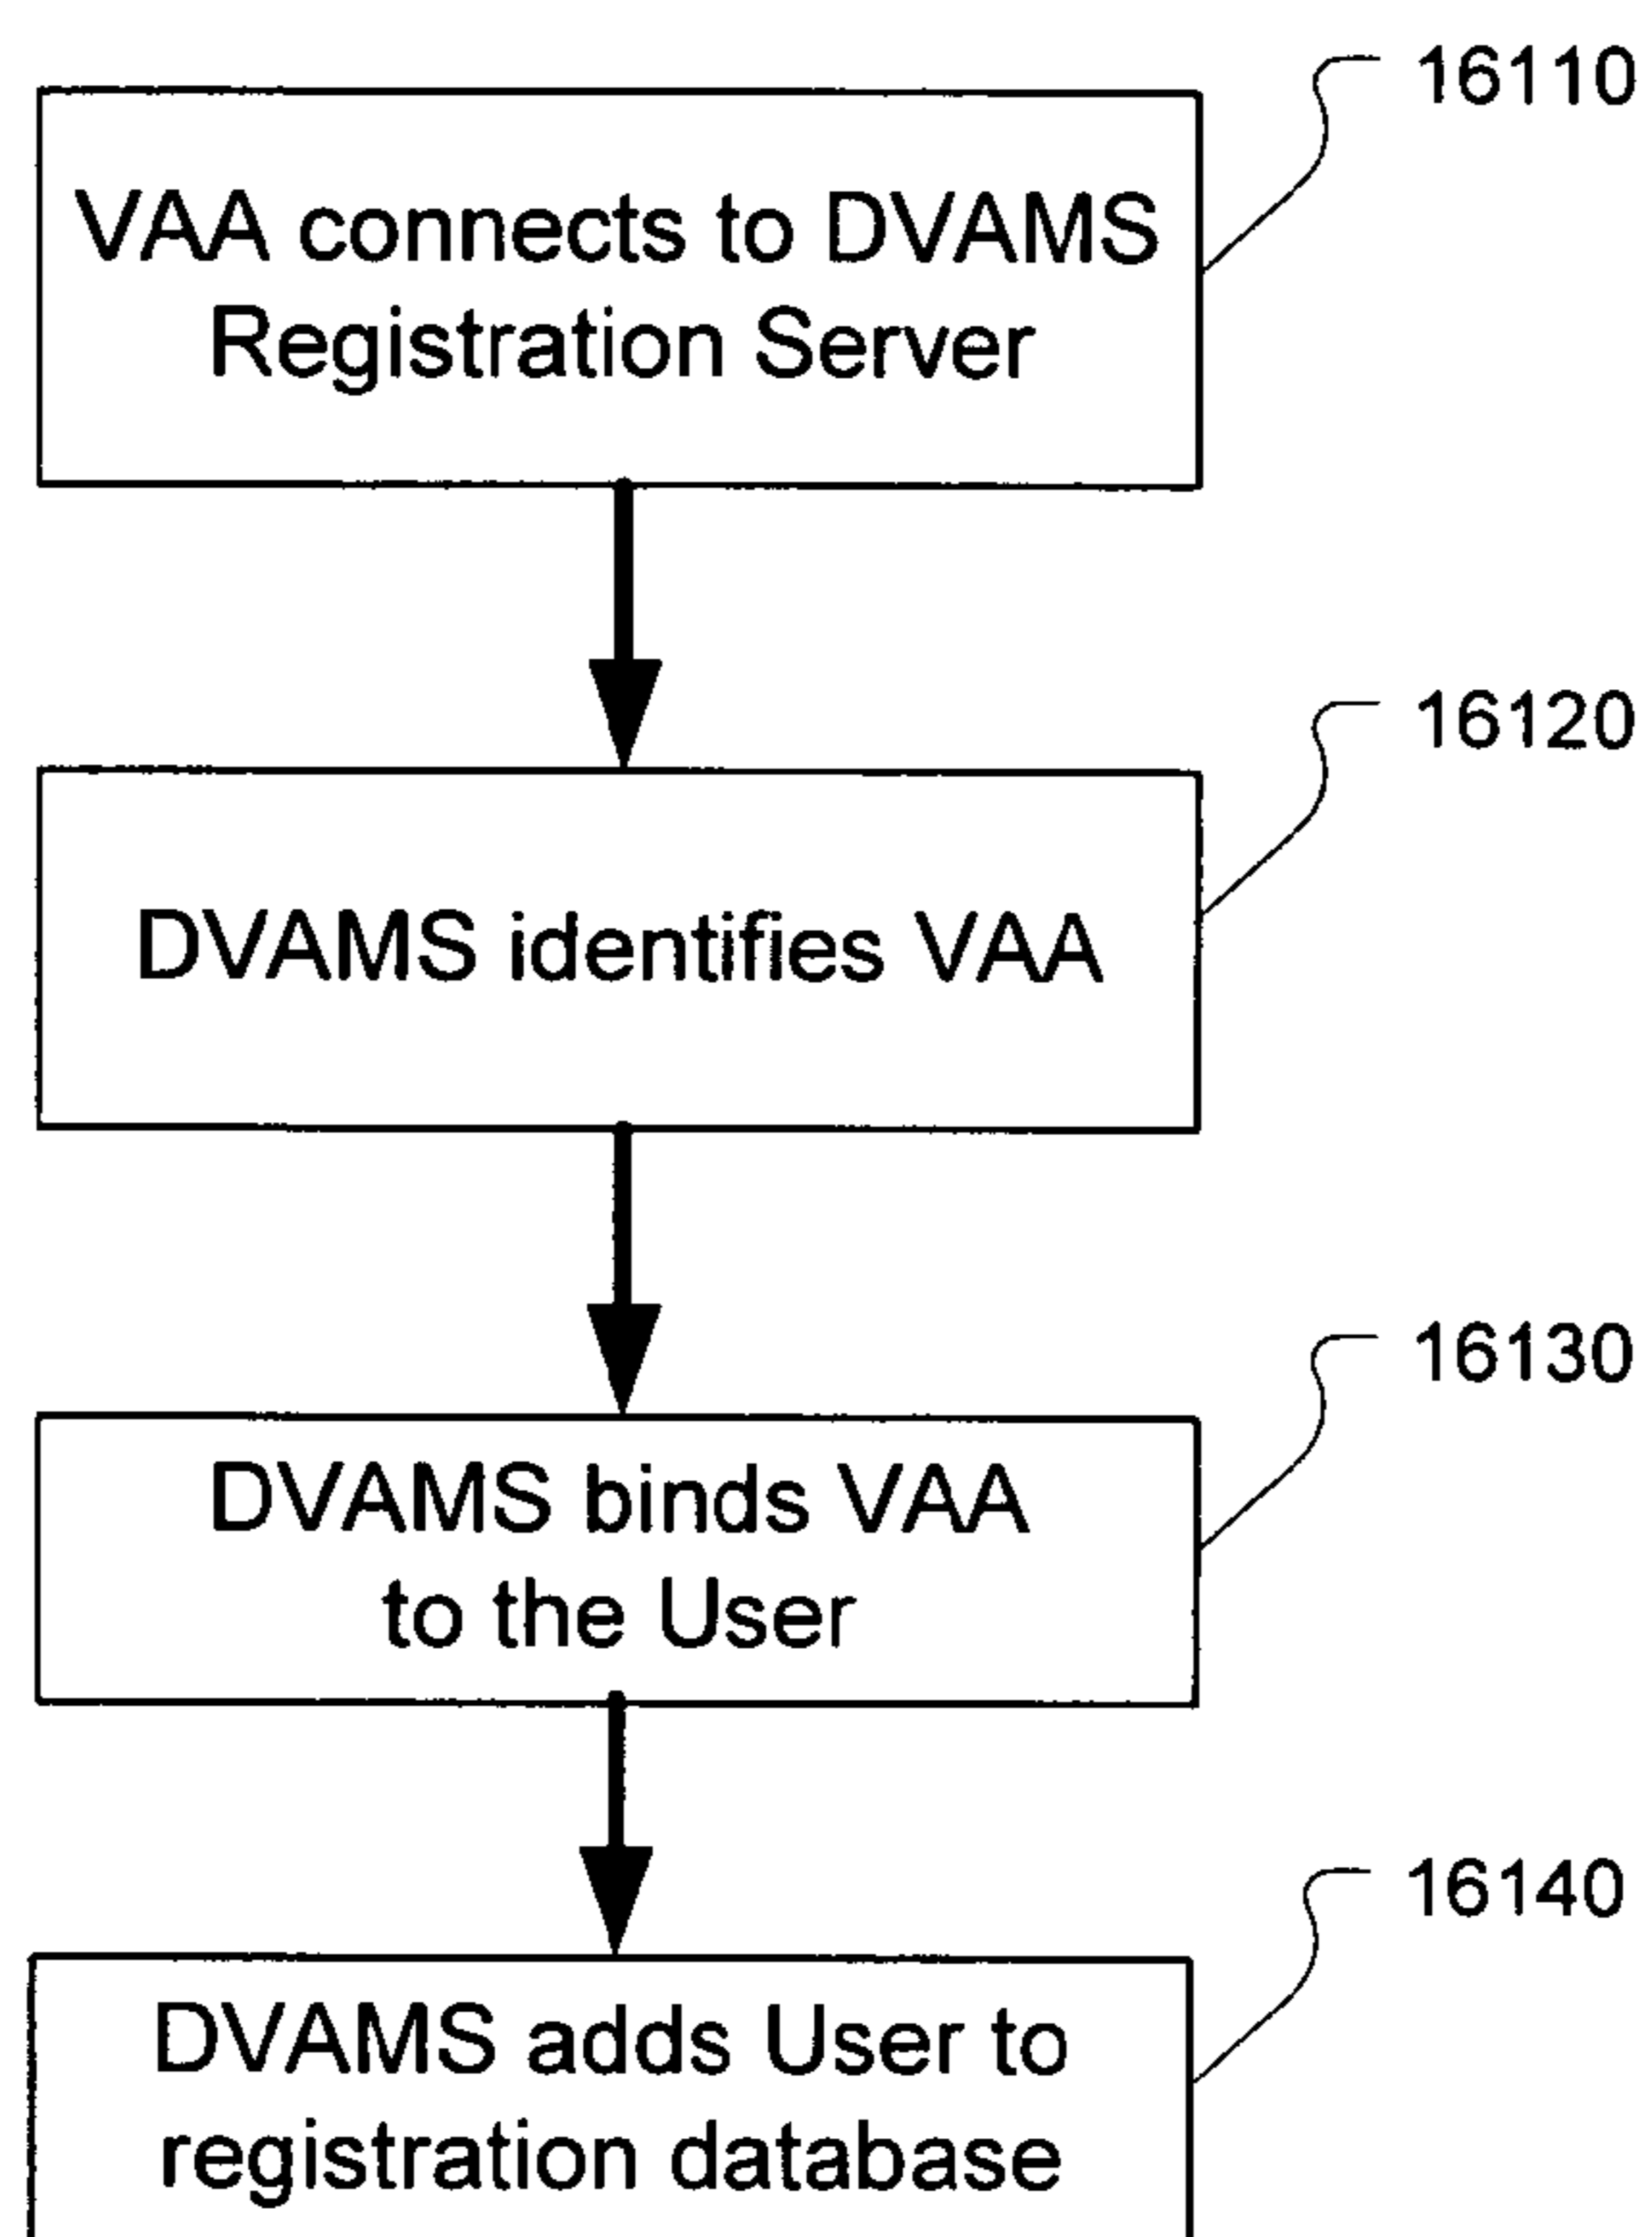 16110
VAA connects to DVAMS
Registration Server
16120
DVAMS identifies VAA
16130
DVAMS binds VAA
to the User
16140
DVAMS adds User to
registration database